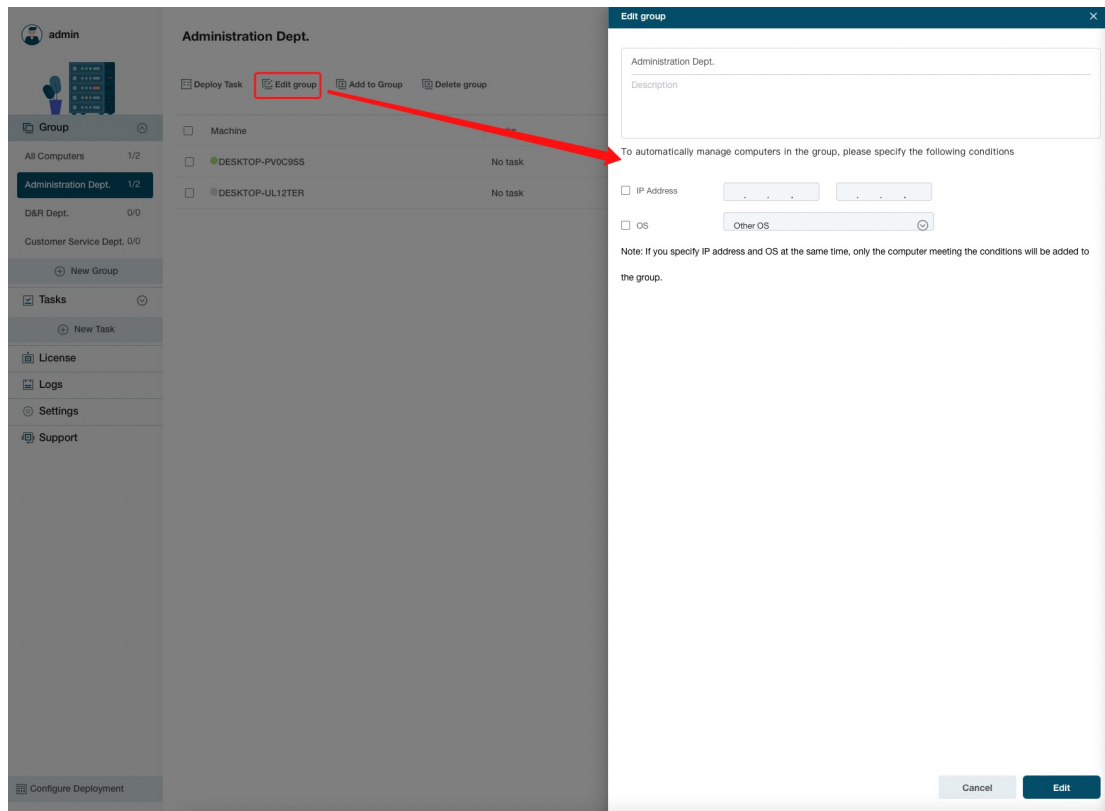 admin
Group
All Computers 1/2
Administration Dept. 1/2
D&R Dept. 0/0
Customer Service Dept. 0/0
New Group
Tasks
New Task
License
Logs
Settings
Support
Configure Deployment
Administration Dept.
Deploy Task Edit group Add to Group Delete group
Machine
DESKTOP-PV0C9SS No task
DESKTOP-UL12TER No task
Edit group
Administration Dept.
Description
To automatically manage computers in the group, please specify the following conditions
IP Address . . . . . .
OS Other OS
Note: If you specify IP address and OS at the same time, only the computer meeting the conditions will be added to
the group.
Cancel Edit